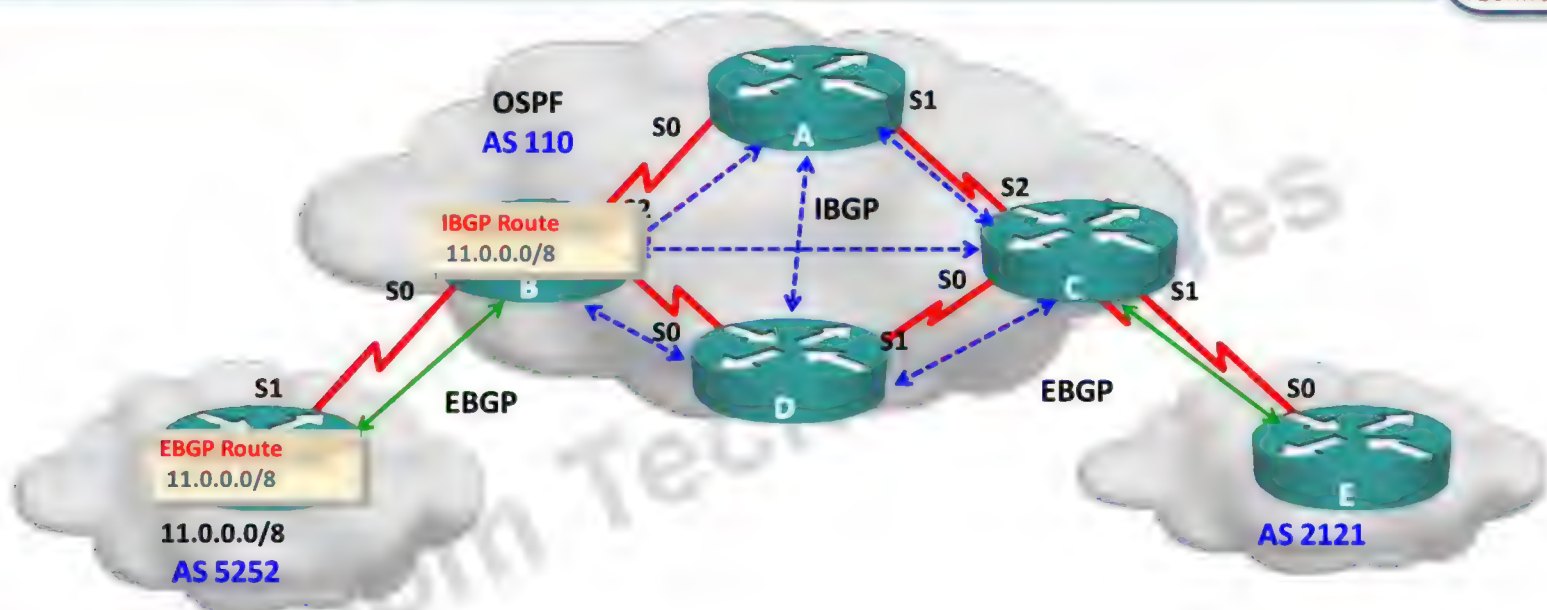 OSPF
AS 110
S0
A
S1
S2
IBGP
S2
IBGP Route
11.0.0.0/8
B
S0
S0
S0
S1
C
S1
D
S1
EBGP
EBGP
S0
E
EBGP Route
11.0.0.0/8
11.0.0.0/8
AS 5252
AS 2121